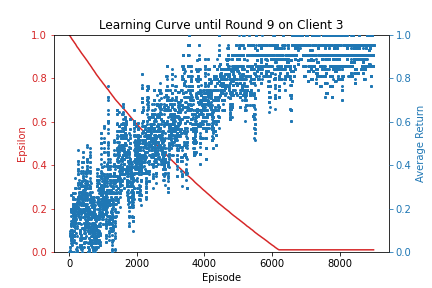 Learning Curve until Round 9 on Client 3
1.0 1.0
0.8 0.8
0.6 0.6
0.4 0.4
0.2 0.2
0.0 0.0
Epsilon
Average Return
0 2000 4000 6000 8000
Episode